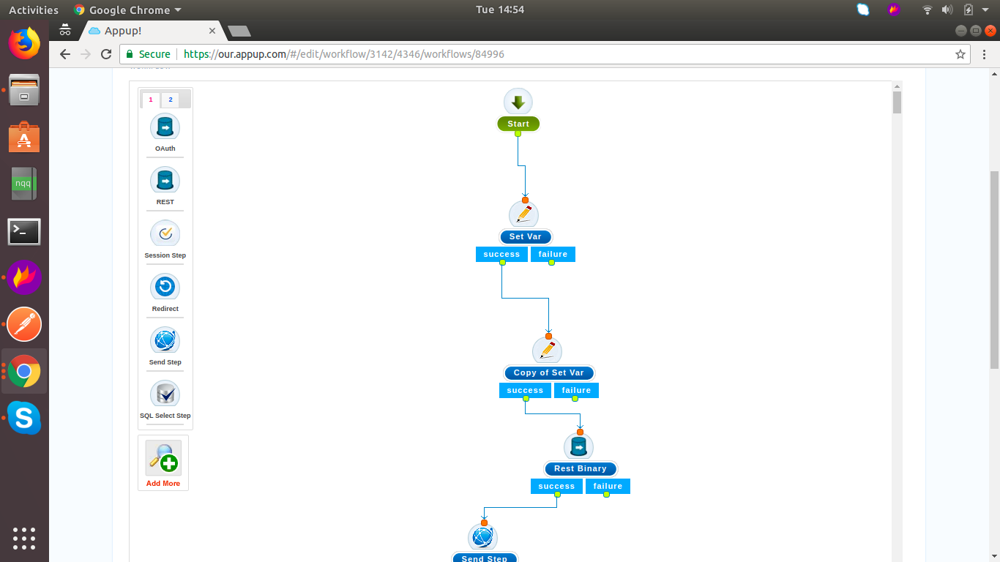 Activities
Google Chrome
Tue 14:54
Appup!
Secure
https://our.appup.com/#/edit/workflow/3142/4346/workflows/84996
nqq
1 2
OAuth
REST
Session Step
Redirect
Send Step
SQL Select Step
Add More
Start
Set Var
success failure
Copy of Set Var
success failure
Rest Binary
success failure
Send Step